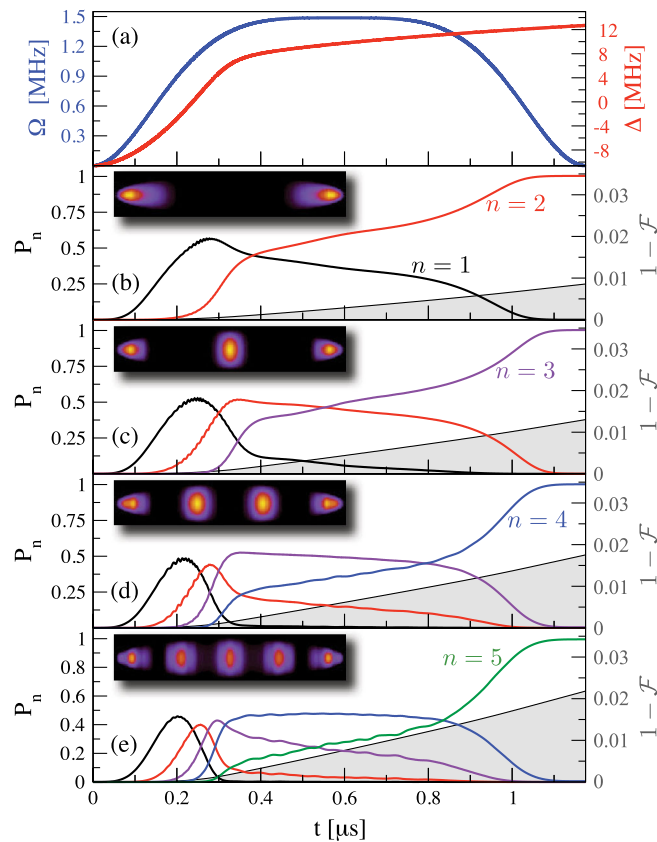 1.5
1.2
0.9
0.6
0.3
Ω [MHz]
(a)
12
8
4
0
-4
-8
Δ [MHz]
1
0.75
0.5
0.25
P_n
(b)
n = 1
n = 2
0.03
0.02
0.01
0
1 − ℱ
1
0.75
0.5
0.25
P_n
(c)
n = 3
0.03
0.02
0.01
0
1 − ℱ
1
0.75
0.5
0.25
P_n
(d)
n = 4
0.03
0.02
0.01
0
1 − ℱ
1
0.8
0.6
0.4
0.2
0
P_n
(e)
n = 5
0.03
0.02
0.01
0
1 − ℱ
0 0.2 0.4 0.6 0.8 1
t [μs]